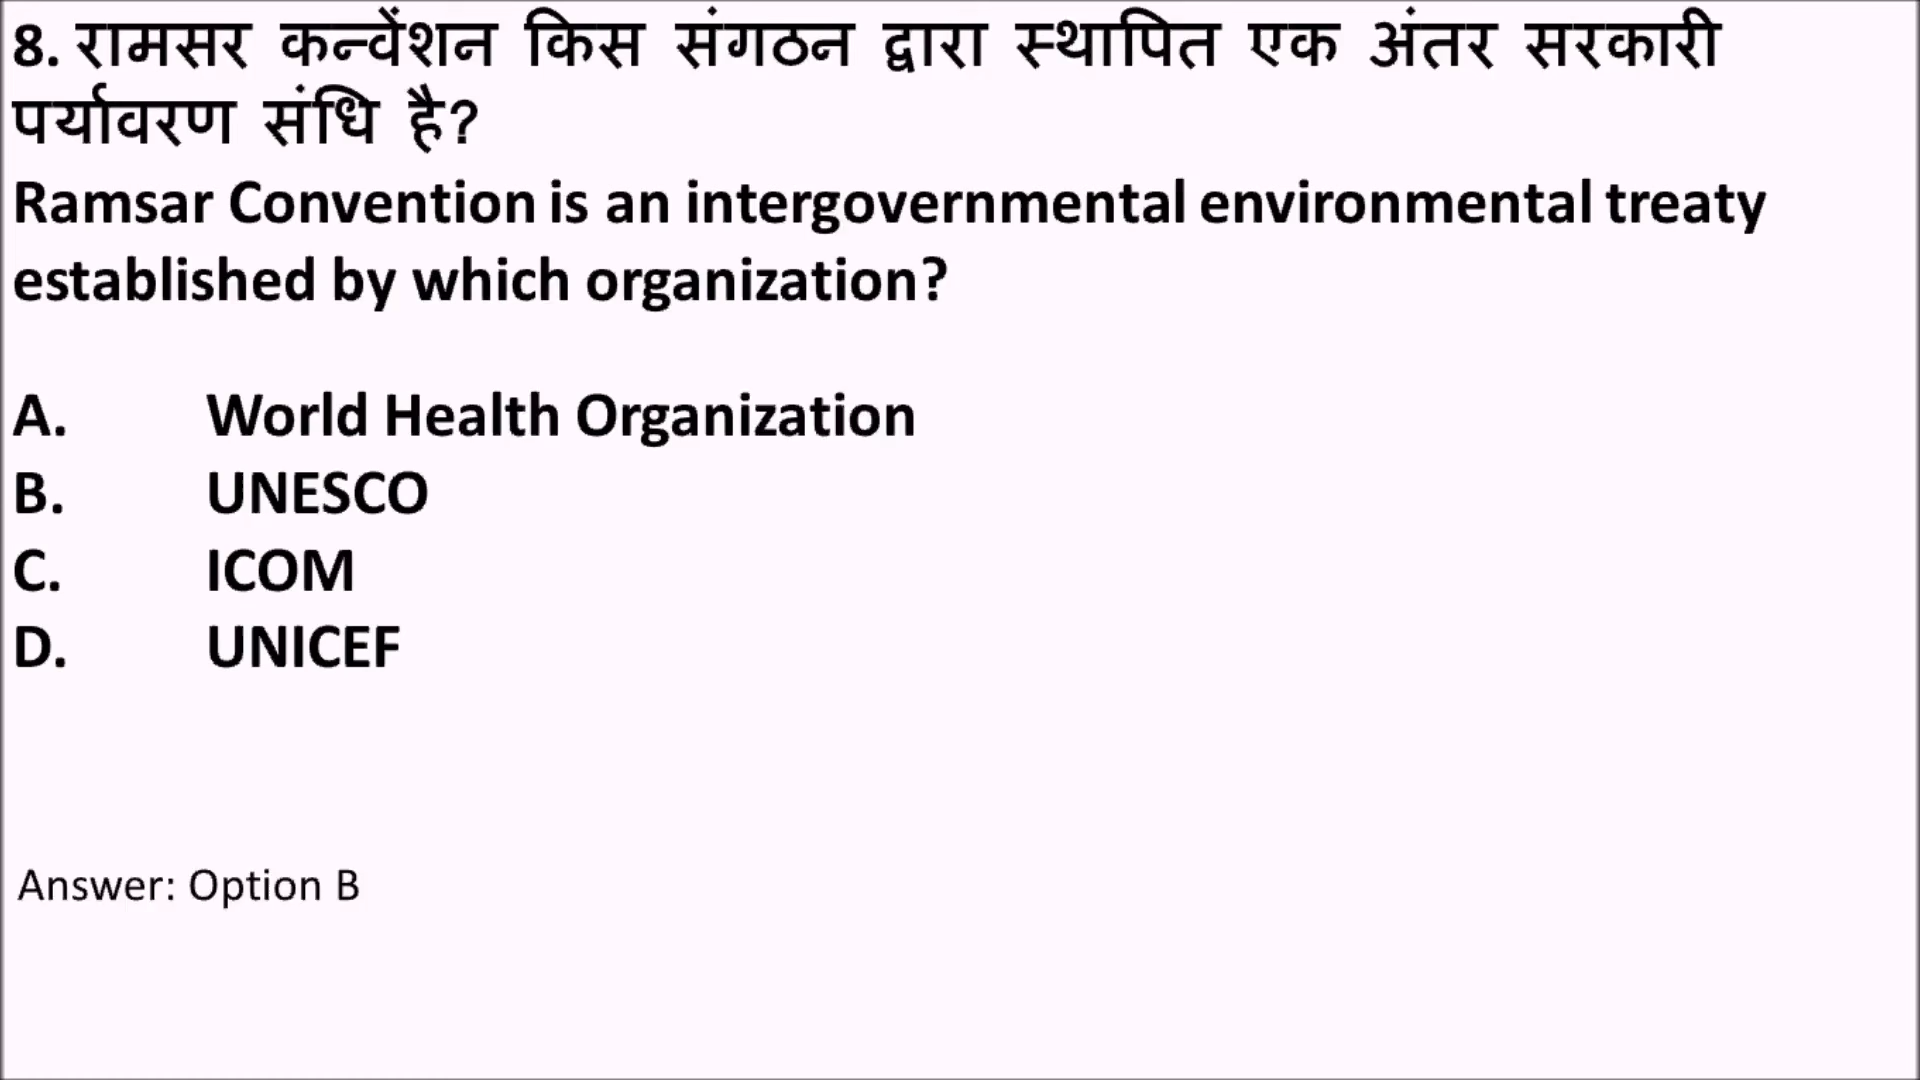 8. रामसर कन्वेंशन किस संगठन द्वारा स्थापित एक अंतर सरकारी
पर्यावरण संधि है?
Ramsar Convention is an intergovernmental environmental treaty
established by which organization?
A. World Health Organization
B. UNESCO
C. ICOM
D. UNICEF
Answer: Option B